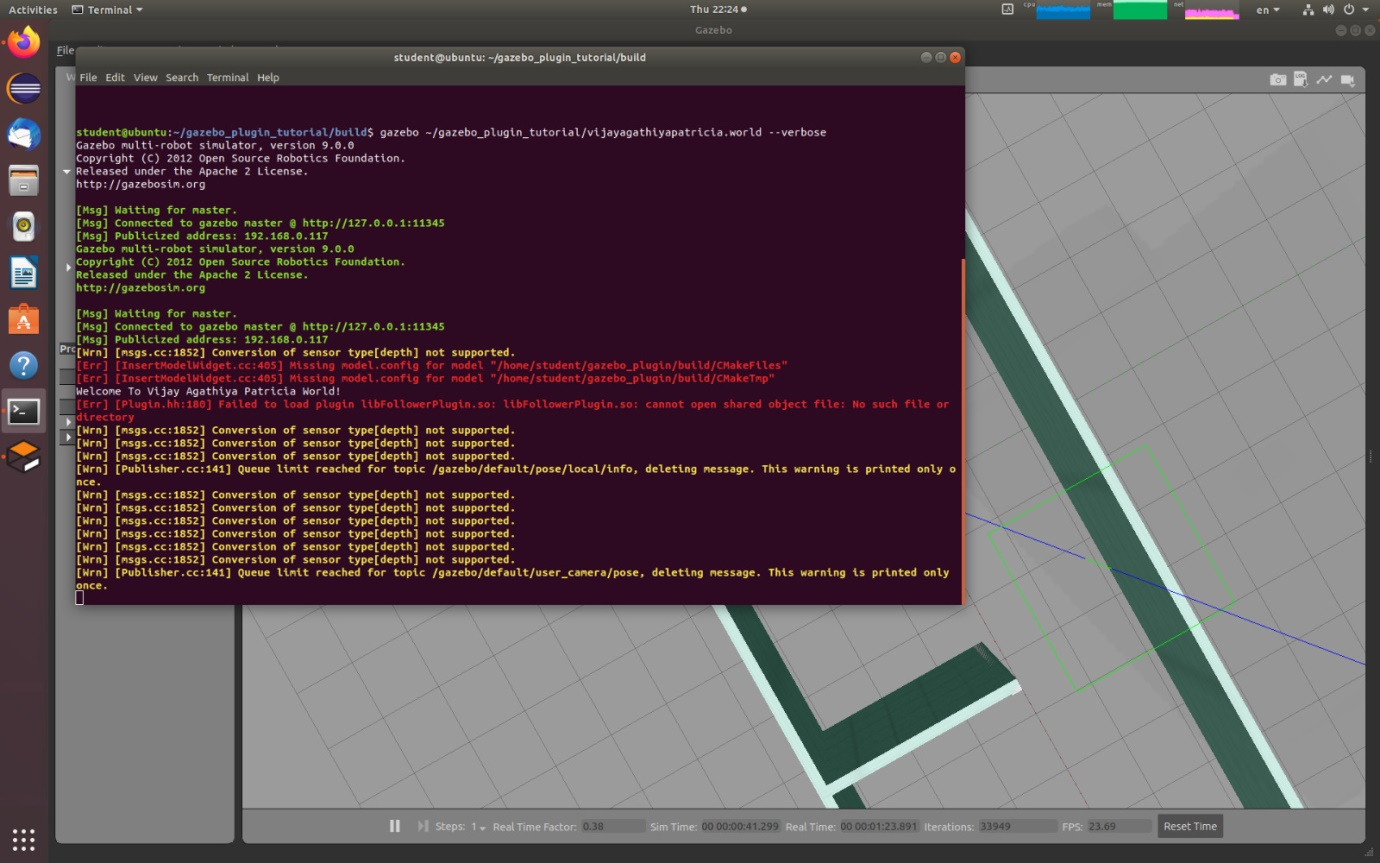 Activities Terminal Thu 22:24 cpu mem net en
Gazebo
File
student@ubuntu: ~/gazebo_plugin_tutorial/build
W File Edit View Search Terminal Help
student@ubuntu:~/gazebo_plugin_tutorial/build$ gazebo ~/gazebo_plugin_tutorial/vijayagathiyapatricia.world --verbose
Gazebo multi-robot simulator, version 9.0.0
Copyright (C) 2012 Open Source Robotics Foundation.
Released under the Apache 2 License.
http://gazebosim.org
[Msg] Waiting for master.
[Msg] Connected to gazebo master @ http://127.0.0.1:11345
[Msg] Publicized address: 192.168.0.117
Gazebo multi-robot simulator, version 9.0.0
Copyright (C) 2012 Open Source Robotics Foundation.
Released under the Apache 2 License.
http://gazebosim.org
[Msg] Waiting for master.
[Msg] Connected to gazebo master @ http://127.0.0.1:11345
[Msg] Publicized address: 192.168.0.117
[Wrn] [msgs.cc:1852] Conversion of sensor type[depth] not supported.
[Err] [InsertModelWidget.cc:405] Missing model.config for model "/home/student/gazebo_plugin/build/CMakeFiles"
[Err] [InsertModelWidget.cc:405] Missing model.config for model "/home/student/gazebo_plugin/build/CMakeTmp"
Welcome To Vijay Agathiya Patricia World!
[Err] [Plugin.hh:180] Failed to load plugin libFollowerPlugin.so: libFollowerPlugin.so: cannot open shared object file: No such file or
directory
[Wrn] [msgs.cc:1852] Conversion of sensor type[depth] not supported.
[Wrn] [msgs.cc:1852] Conversion of sensor type[depth] not supported.
[Wrn] [msgs.cc:1852] Conversion of sensor type[depth] not supported.
[Wrn] [Publisher.cc:141] Queue limit reached for topic /gazebo/default/pose/local/info, deleting message. This warning is printed only o
nce.
[Wrn] [msgs.cc:1852] Conversion of sensor type[depth] not supported.
[Wrn] [msgs.cc:1852] Conversion of sensor type[depth] not supported.
[Wrn] [msgs.cc:1852] Conversion of sensor type[depth] not supported.
[Wrn] [msgs.cc:1852] Conversion of sensor type[depth] not supported.
[Wrn] [msgs.cc:1852] Conversion of sensor type[depth] not supported.
[Wrn] [msgs.cc:1852] Conversion of sensor type[depth] not supported.
[Wrn] [Publisher.cc:141] Queue limit reached for topic /gazebo/default/user_camera/pose, deleting message. This warning is printed only
once.
Steps: 1 Real Time Factor: 0.38 Sim Time: 00 00:00:41.299 Real Time: 00 00:01:23.891 Iterations: 33949 FPS: 23.69 Reset Time